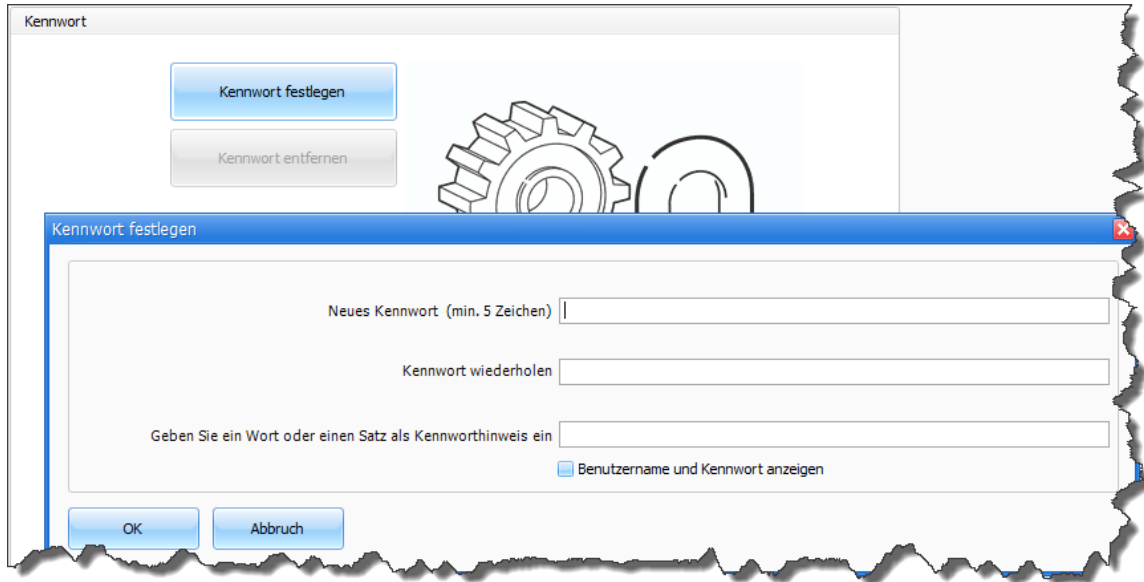 Kennwort
Kennwort festlegen
Kennwort entfernen
Kennwort festlegen
Neues Kennwort (min. 5 Zeichen)
Kennwort wiederholen
Geben Sie ein Wort oder einen Satz als Kennworthinweis ein
Benutzername und Kennwort anzeigen
OK
Abbruch